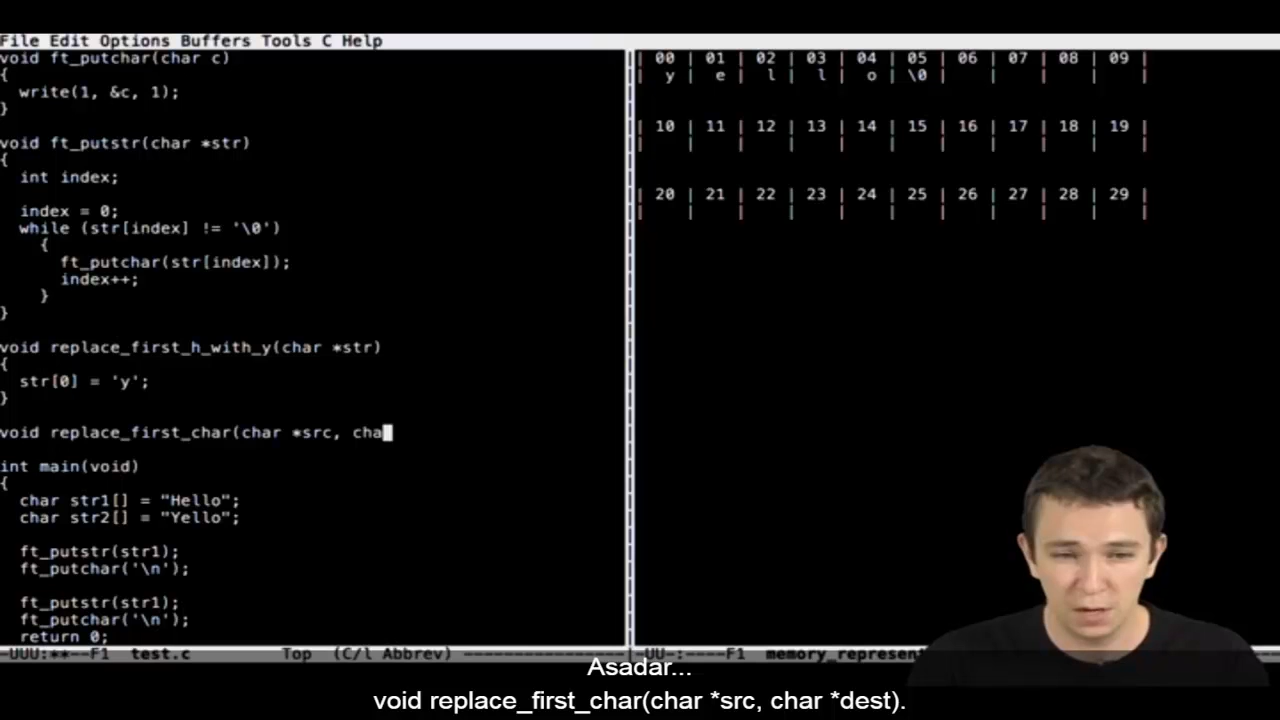 File Edit Options Buffers Tools C Help
void ft_putchar(char c)
{
  write(1, &c, 1);
}
void ft_putstr(char *str)
{
  int index;
  index = 0;
  while (str[index] != '\0')
    {
      ft_putchar(str[index]);
      index++;
    }
}
void replace_first_h_with_y(char *str)
{
  str[0] = 'y';
}
void replace_first_char(char *src, cha
int main(void)
{
  char str1[] = "Hello";
  char str2[] = "Yello";
  ft_putstr(str1);
  ft_putchar('\n');
  ft_putstr(str1);
  ft_putchar('\n');
  return 0;
-UUU:**--F1  test.c         Top  (C/l Abbrev) ---------------
| 00 | 01 | 02 | 03 | 04 | 05 | 06 | 07 | 08 | 09 |
| y | e | l | l | o | \0 | | | | |
| 10 | 11 | 12 | 13 | 14 | 15 | 16 | 17 | 18 | 19 |
| | | | | | | | | | |
| 20 | 21 | 22 | 23 | 24 | 25 | 26 | 27 | 28 | 29 |
| | | | | | | | | | |
-UU-:----F1  memory_represent
Asadar...
void replace_first_char(char *src, char *dest).